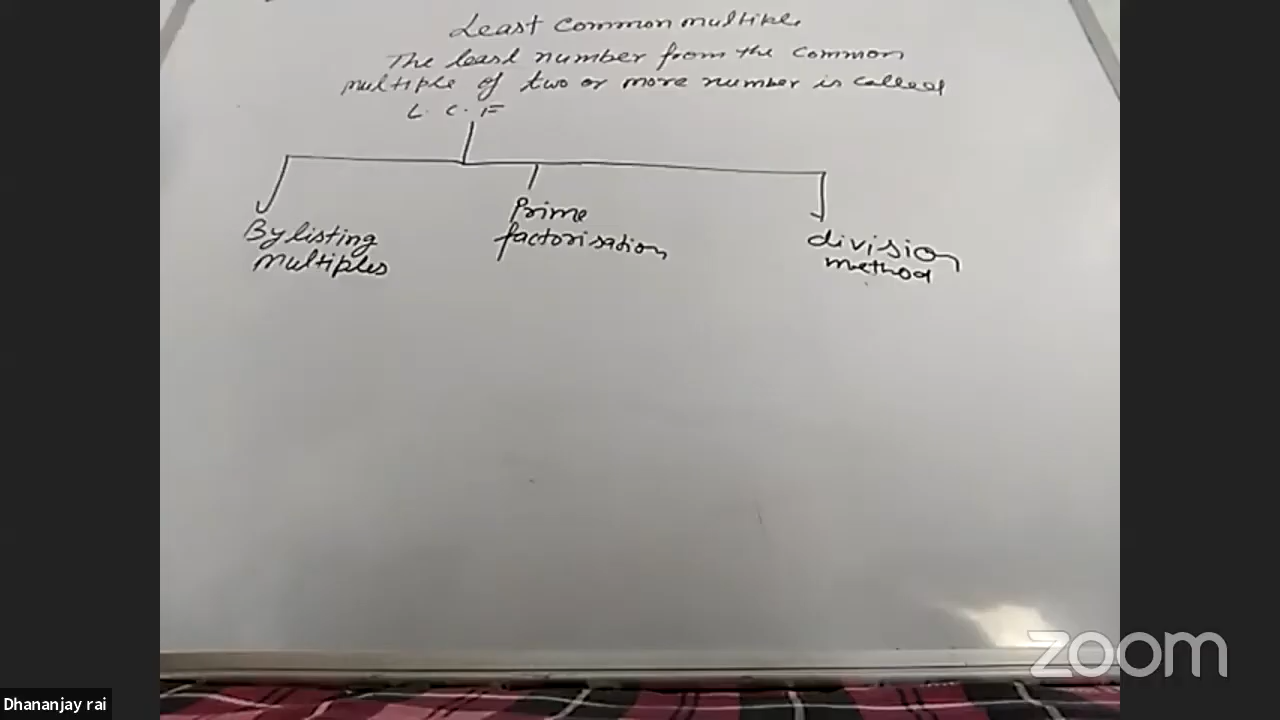 Least common multiple
The least number from the common
multiple of two or more number is called
L. C. F
By listing
multiples
Prime
factorisation
division
method
zoom
Dhananjay rai